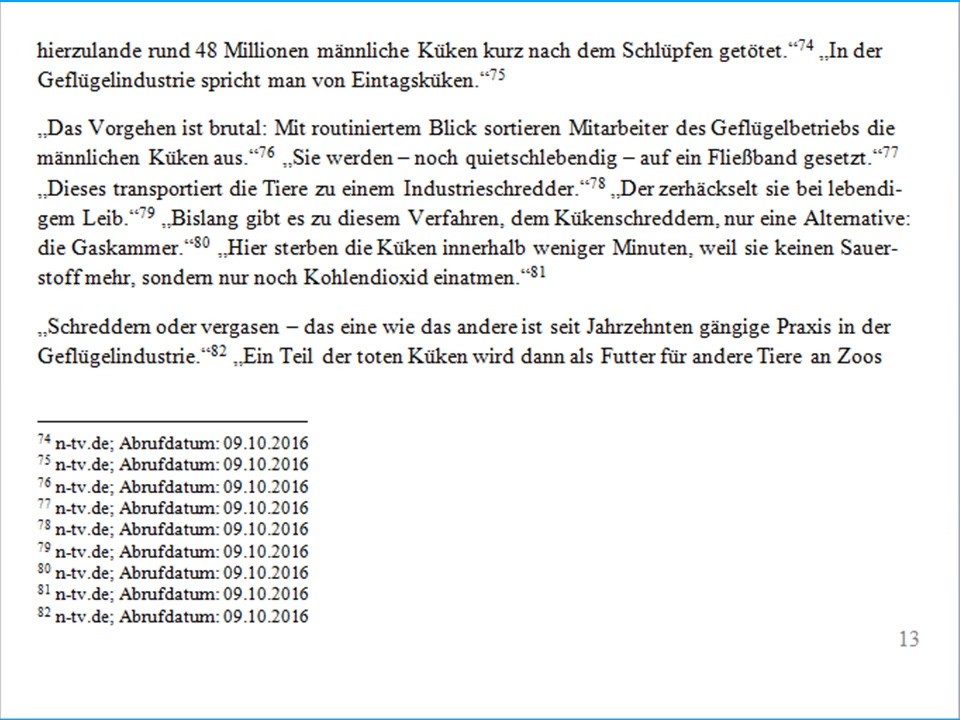 hierzulande rund 48 Millionen männliche Küken kurz nach dem Schlüpfen getötet.“74 „In der
Geflügelindustrie spricht man von Eintagsküken.“75
„Das Vorgehen ist brutal: Mit routiniertem Blick sortieren Mitarbeiter des Geflügelbetriebs die
männlichen Küken aus.“76 „Sie werden – noch quietschlebendig – auf ein Fließband gesetzt.“77
„Dieses transportiert die Tiere zu einem Industrieschredder.“78 „Der zerhäckselt sie bei lebendi-
gem Leib.“79 „Bislang gibt es zu diesem Verfahren, dem Kükenschreddern, nur eine Alternative:
die Gaskammer.“80 „Hier sterben die Küken innerhalb weniger Minuten, weil sie keinen Sauer-
stoff mehr, sondern nur noch Kohlendioxid einatmen.“81
„Schreddern oder vergasen – das eine wie das andere ist seit Jahrzehnten gängige Praxis in der
Geflügelindustrie.“82 „Ein Teil der toten Küken wird dann als Futter für andere Tiere an Zoos
74 n-tv.de; Abrufdatum: 09.10.2016
75 n-tv.de; Abrufdatum: 09.10.2016
76 n-tv.de; Abrufdatum: 09.10.2016
77 n-tv.de; Abrufdatum: 09.10.2016
78 n-tv.de; Abrufdatum: 09.10.2016
79 n-tv.de; Abrufdatum: 09.10.2016
80 n-tv.de; Abrufdatum: 09.10.2016
81 n-tv.de; Abrufdatum: 09.10.2016
82 n-tv.de; Abrufdatum: 09.10.2016
13